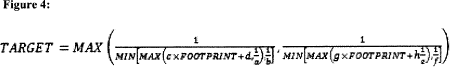 Figure 4:
TARGET = MAX(1/MIN[MAX(c×FOOTPRINT+d,1/a),1/b], 1/MIN[MAX(g×FOOTPRINT+h,1/e),1/f])